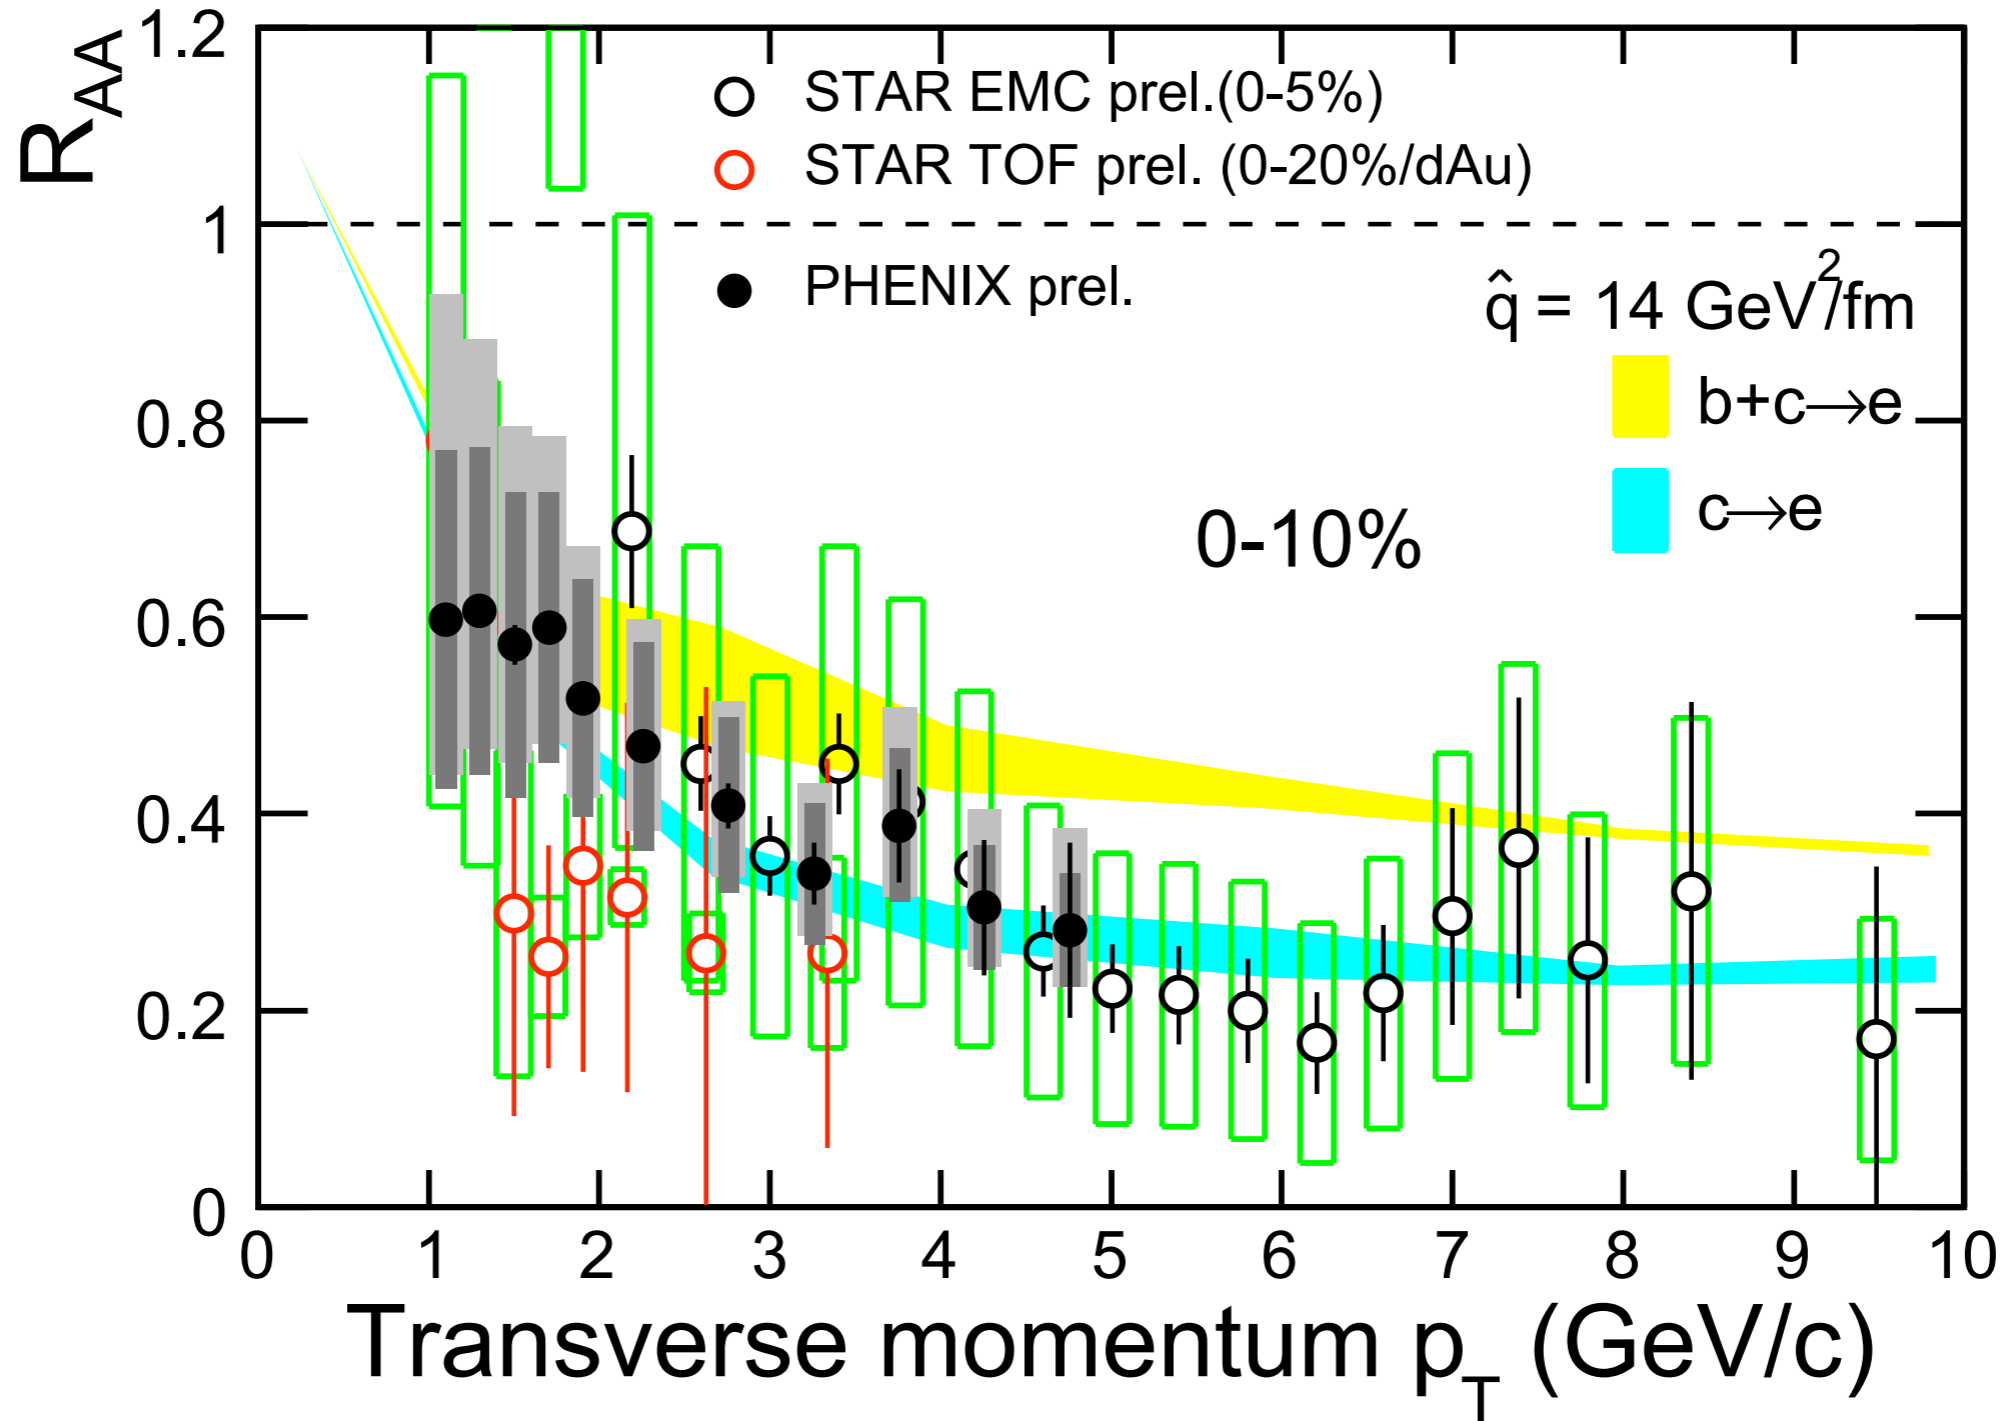 R_AA
1.2
1
0.8
0.6
0.4
0.2
0
STAR EMC prel.(0-5%)
STAR TOF prel. (0-20%/dAu)
PHENIX prel.
q̂ = 14 GeV²/fm
b+c→e
c→e
0-10%
0 1 2 3 4 5 6 7 8 9 10
Transverse momentum p_T (GeV/c)